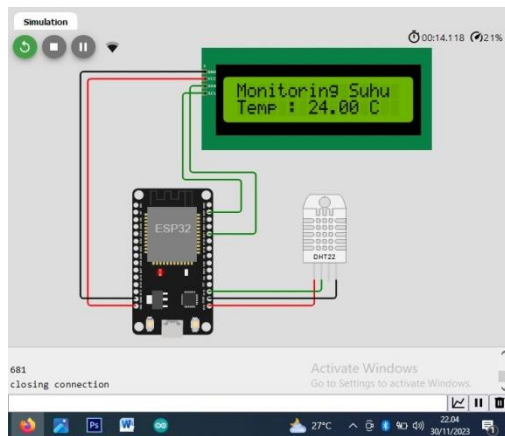 Simulation
00:14.118 21%
Monitoring Suhu
Temp : 24.00 C
ESP32
DHT22
681
closing connection
Activate Windows
Go to Settings to activate Windows.
Ps W
27°C
22.04
30/11/2023